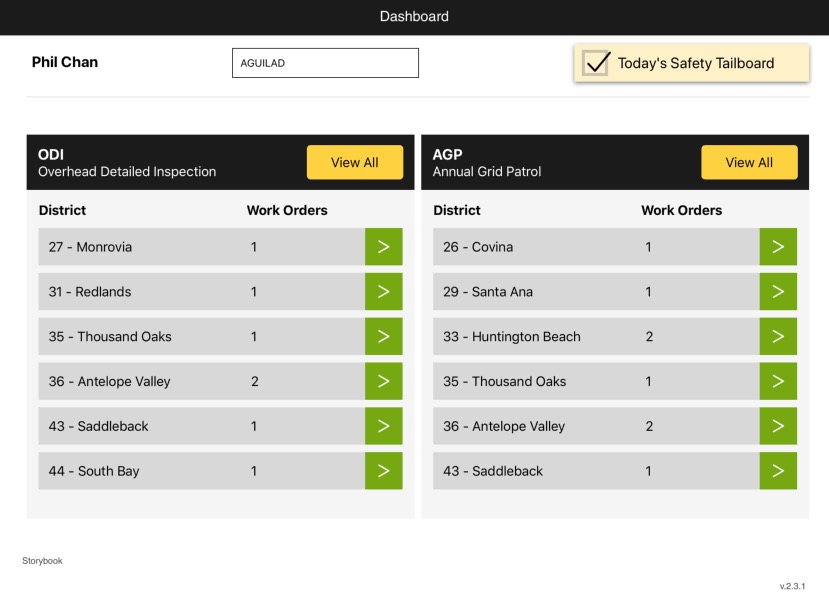 Dashboard
Phil Chan
AGUILAD
Today's Safety Tailboard
ODI
Overhead Detailed Inspection
View All
District Work Orders
27 - Monrovia 1 >
31 - Redlands 1 >
35 - Thousand Oaks 1 >
36 - Antelope Valley 2 >
43 - Saddleback 1 >
44 - South Bay 1 >
AGP
Annual Grid Patrol
View All
District Work Orders
26 - Covina 1 >
29 - Santa Ana 1 >
33 - Huntington Beach 2 >
35 - Thousand Oaks 1 >
36 - Antelope Valley 2 >
43 - Saddleback 1 >
Storybook
v.2.3.1